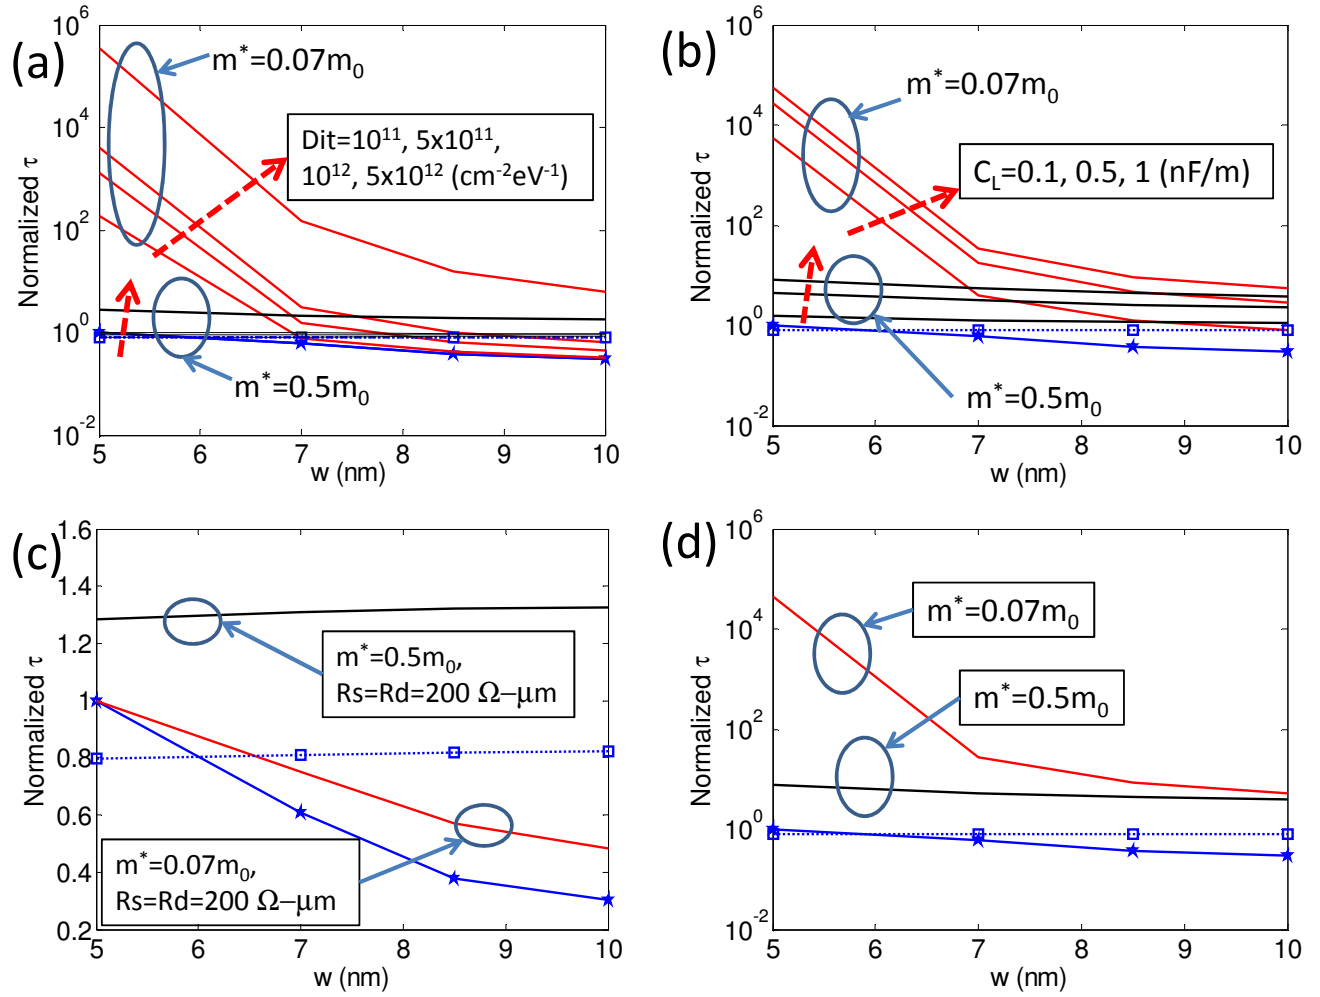 (a)
Normalized τ
10^6
10^4
10^2
10^0
10^-2
m*=0.07m0
Dit=10^11, 5x10^11,
10^12, 5x10^12 (cm^-2eV^-1)
m*=0.5m0
5 6 7 8 9 10
w (nm)
(b)
Normalized τ
10^6
10^4
10^2
10^0
10^-2
m*=0.07m0
CL=0.1, 0.5, 1 (nF/m)
m*=0.5m0
5 6 7 8 9 10
w (nm)
(c)
Normalized τ
1.6
1.4
1.2
1
0.8
0.6
0.4
0.2
m*=0.5m0,
Rs=Rd=200 Ω−μm
m*=0.07m0,
Rs=Rd=200 Ω−μm
5 6 7 8 9 10
w (nm)
(d)
Normalized τ
10^6
10^4
10^2
10^0
10^-2
m*=0.07m0
m*=0.5m0
5 6 7 8 9 10
w (nm)